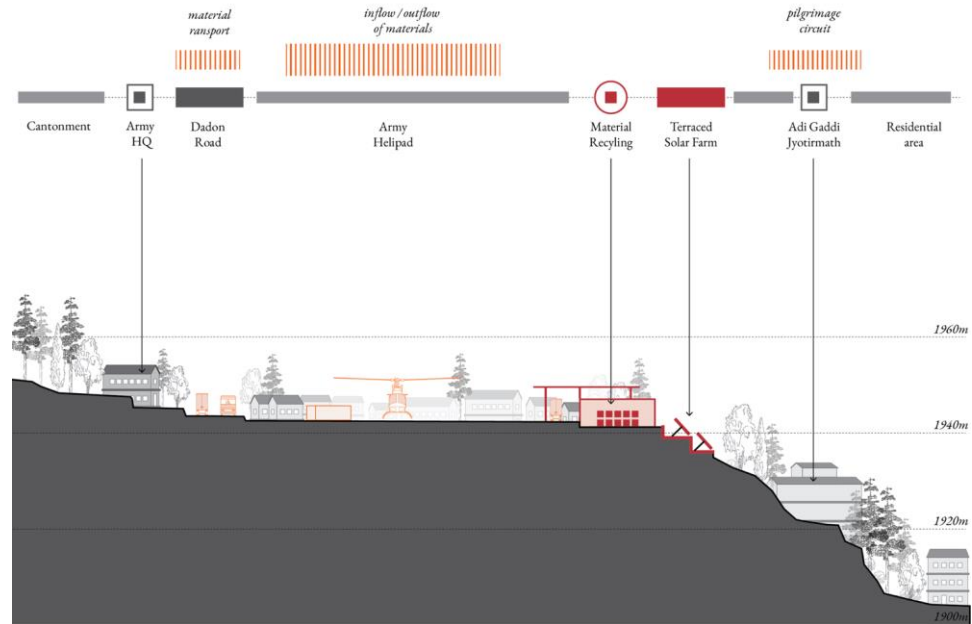 material
ransport
inflow / outflow
of materials
pilgrimage
circuit
Cantonment
Army
HQ
Dadon
Road
Army
Helipad
Material
Recyling
Terraced
Solar Farm
Adi Gaddi
Jyotirmath
Residential
area
1960m
1940m
1920m
1900m